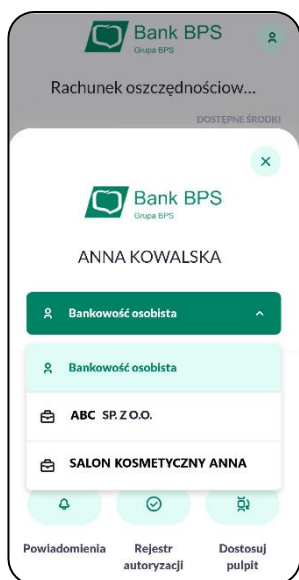 Bank BPS
Grupa BPS
Rachunek oszczędnościow...
DOSTĘPNE ŚRODKI
Bank BPS
Grupa BPS
ANNA KOWALSKA
Bankowość osobista
Bankowość osobista
ABC SP. Z O.O.
SALON KOSMETYCZNY ANNA
Powiadomienia
Rejestr autoryzacji
Dostosuj pulpit